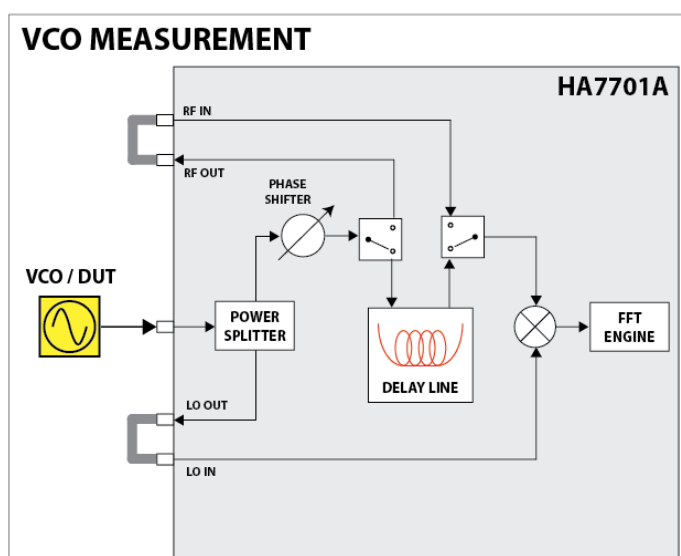 VCO MEASUREMENT
HA7701A
RF IN
RF OUT
PHASE
SHIFTER
VCO / DUT
POWER
SPLITTER
DELAY LINE
FFT
ENGINE
LO OUT
LO IN